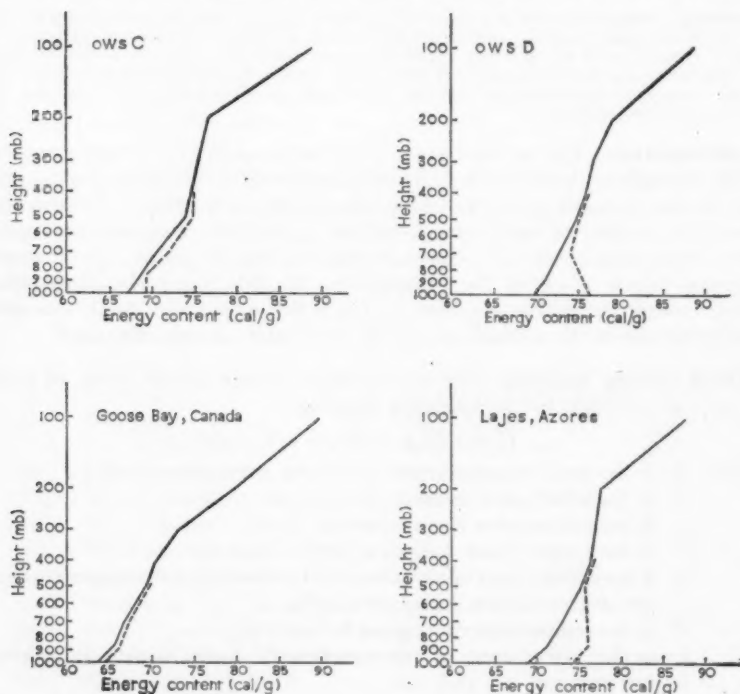 OWS C
100
200
300
400
500
600
700
800
900
1000
Height (mb)
60 65 70 75 80 85 90
Energy content (cal/g)
OWS D
100
200
300
400
500
600
700
800
900
1000
Height (mb)
60 65 70 75 80 85 90
Energy content (cal/g)
Goose Bay, Canada
100
200
300
400
500
600
700
800
900
1000
Height (mb)
60 65 70 75 80 85 90
Energy content (cal/g)
Lajes, Azores
100
200
300
400
500
600
700
800
900
1000
Height (mb)
60 65 70 75 80 85 90
Energy content (cal/g)